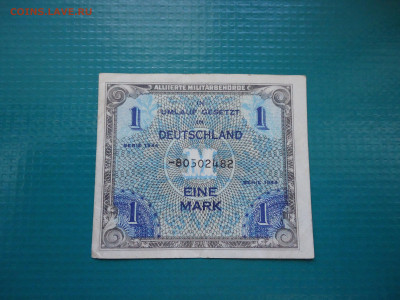 COINS.LAVE.RU
ALLIIERTE MILITÄRBEHÖRDE
1 IN 1
UMLAUF GESETZT
IN
DEUTSCHLAND
SERIE 1944
-80502482
M
SERIE 1944
EINE
1 MARK 1